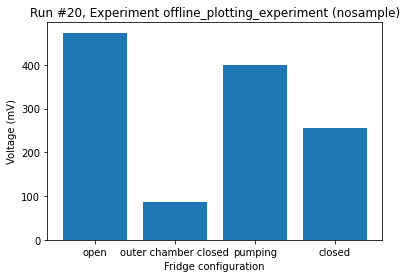 Run #20, Experiment offline_plotting_experiment (nosample)
400
300
200
100
0
Voltage (mV)
open outer chamber closed pumping closed
Fridge configuration